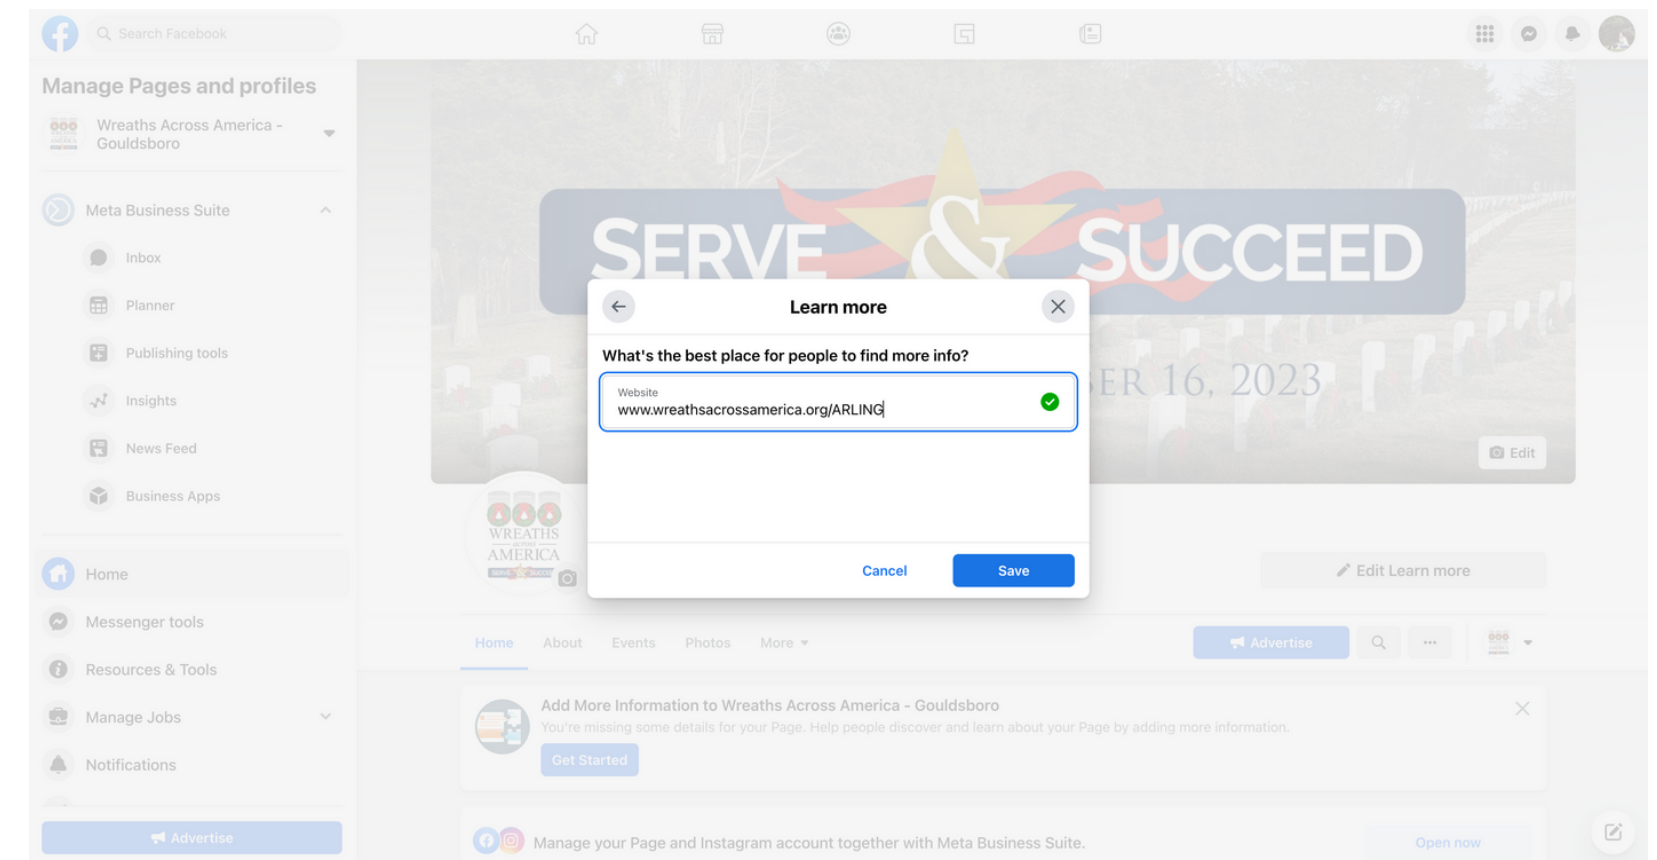 Search Facebook
Manage Pages and profiles
Wreaths Across America -
Gouldsboro
Meta Business Suite
Inbox
Planner
Publishing tools
Insights
News Feed
Business Apps
Home
Messenger tools
Resources & Tools
Manage Jobs
Notifications
Advertise
SERVE & SUCCEED
BER 16, 2023
Edit
Learn more
What's the best place for people to find more info?
Website
www.wreathsacrossamerica.org/ARLING
Cancel
Save
WREATHS
ACROSS
AMERICA
Edit Learn more
Home
About
Events
Photos
More
Advertise
Add More Information to Wreaths Across America - Gouldsboro
You're missing some details for your Page. Help people discover and learn about your Page by adding more information.
Get Started
Manage your Page and Instagram account together with Meta Business Suite.
Open now